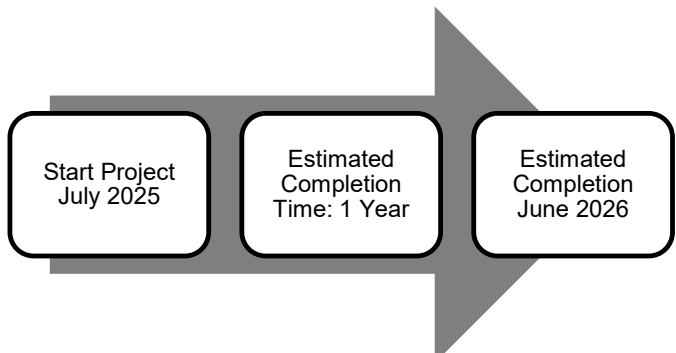 Start Project
July 2025
Estimated
Completion
Time: 1 Year
Estimated
Completion
June 2026